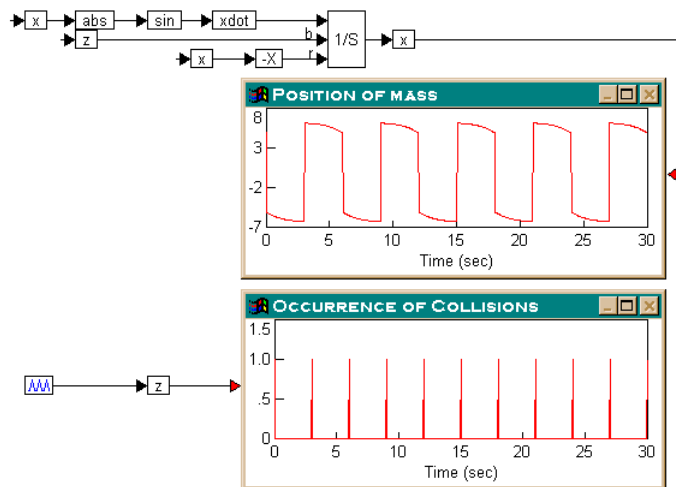 x abs sin xdot
z b 1/S x
x -X r
POSITION OF MASS
8
3
-2
-7
0 5 10 15 20 25 30
Time (sec)
OCCURRENCE OF COLLISIONS
1.5
1.0
z
.5
0
0 5 10 15 20 25 30
Time (sec)